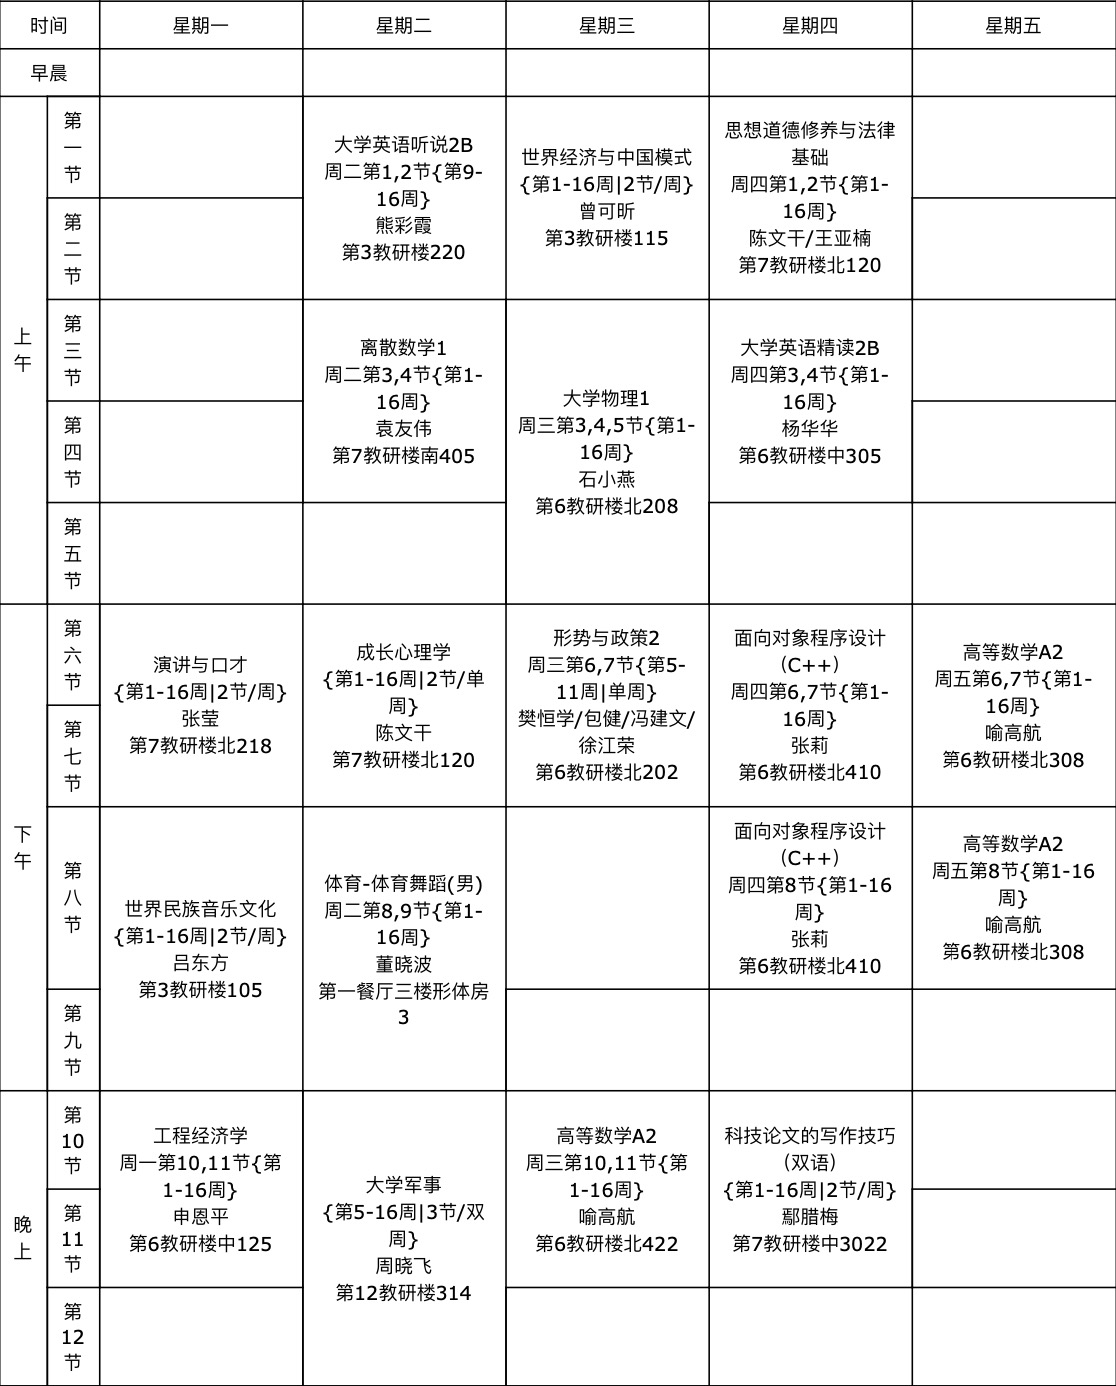 时间
星期一
星期二
星期三
星期四
星期五
早晨
上
午
第
一
节
大学英语听说2B
周二第1,2节{第9-
16周}
熊彩霞
第3教研楼220
世界经济与中国模式
{第1-16周|2节/周}
曾可昕
第3教研楼115
思想道德修养与法律
基础
周四第1,2节{第1-
16周}
陈文干/王亚楠
第7教研楼北120
第
二
节
第
三
节
离散数学1
周二第3,4节{第1-
16周}
袁友伟
第7教研楼南405
大学物理1
周三第3,4,5节{第1-
16周}
石小燕
第6教研楼北208
大学英语精读2B
周四第3,4节{第1-
16周}
杨华华
第6教研楼中305
第
四
节
第
五
节
下
午
第
六
节
演讲与口才
{第1-16周|2节/周}
张莹
第7教研楼北218
成长心理学
{第1-16周|2节/单
周}
陈文干
第7教研楼北120
形势与政策2
周三第6,7节{第5-
11周|单周}
樊恒学/包健/冯建文/
徐江荣
第6教研楼北202
面向对象程序设计
（C++）
周四第6,7节{第1-
16周}
张莉
第6教研楼北410
高等数学A2
周五第6,7节{第1-
16周}
喻高航
第6教研楼北308
第
七
节
第
八
节
世界民族音乐文化
{第1-16周|2节/周}
吕东方
第3教研楼105
体育-体育舞蹈(男)
周二第8,9节{第1-
16周}
董晓波
第一餐厅三楼形体房
3
面向对象程序设计
（C++）
周四第8节{第1-16
周}
张莉
第6教研楼北410
高等数学A2
周五第8节{第1-16
周}
喻高航
第6教研楼北308
第
九
节
晚
上
第
10
节
工程经济学
周一第10,11节{第
1-16周}
申恩平
第6教研楼中125
大学军事
{第5-16周|3节/双
周}
周晓飞
第12教研楼314
高等数学A2
周三第10,11节{第
1-16周}
喻高航
第6教研楼北422
科技论文的写作技巧
（双语）
{第1-16周|2节/周}
鄢腊梅
第7教研楼中3022
第
11
节
第
12
节